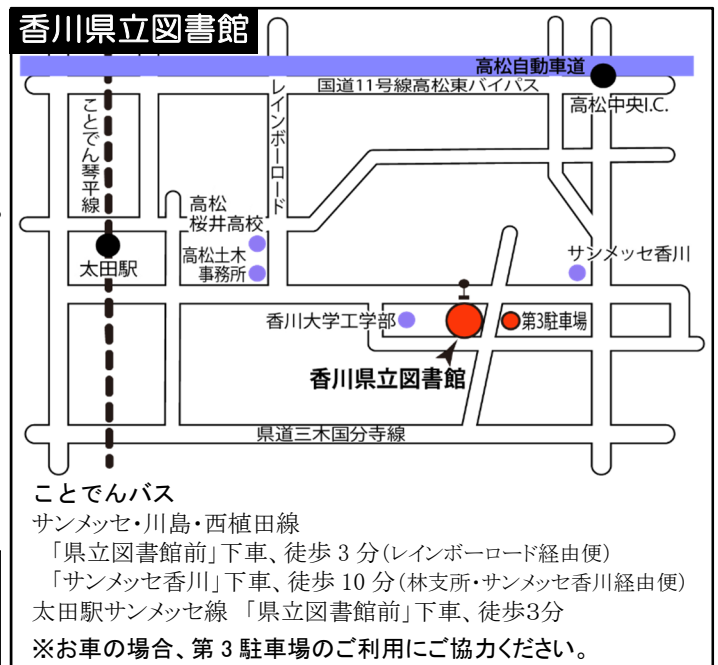 香川県立図書館
高松自動車道
国道11号線高松東バイパス
高松中央I.C.
ことでん琴平線
レインボーロード
高松
桜井高校
高松土木
事務所
太田駅
サンメッセ香川
香川大学工学部
第3駐車場
香川県立図書館
県道三木国分寺線
ことでんバス
サンメッセ・川島・西植田線
「県立図書館前」下車、徒歩 3 分(レインボーロード経由便)
「サンメッセ香川」下車、徒歩 10 分(林支所・サンメッセ香川経由便)
太田駅サンメッセ線 「県立図書館前」下車、徒歩3分
※お車の場合、第 3 駐車場のご利用にご協力ください。